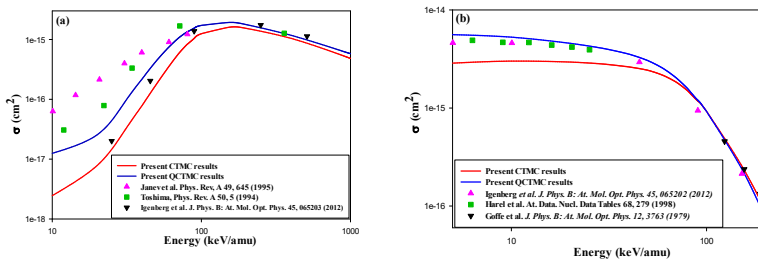 (a)
σ (cm²)
1e-15
1e-16
1e-17
1e-18
Present CTMC results
Present QCTMC results
Janev et al. Phys. Rev, A 49, 645 (1995)
Toshima, Phys. Rev. A 50, 5 (1994)
Igenberg et al. J. Phys. B: At. Mol. Opt. Phys. 45, 065203 (2012)
10
100
1000
Energy (keV/amu)
(b)
σ (cm²)
1e-14
1e-15
1e-16
Present CTMC results
Present QCTMC results
Igenberg et al. J. Phys. B: At. Mol. Opt. Phys. 45, 065202 (2012)
Harel et al. At. Data. Nucl. Data Tables 68, 279 (1998)
Goffe et al. J. Phys. B: At. Mol. Opt. Phys. 12, 3763 (1979)
10
100
Energy (keV/amu)